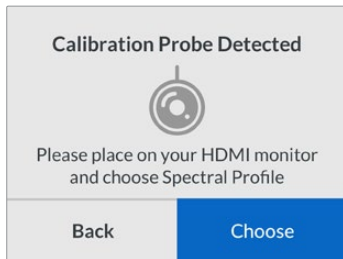 Calibration Probe Detected
Please place on your HDMI monitor
and choose Spectral Profile
Back
Choose